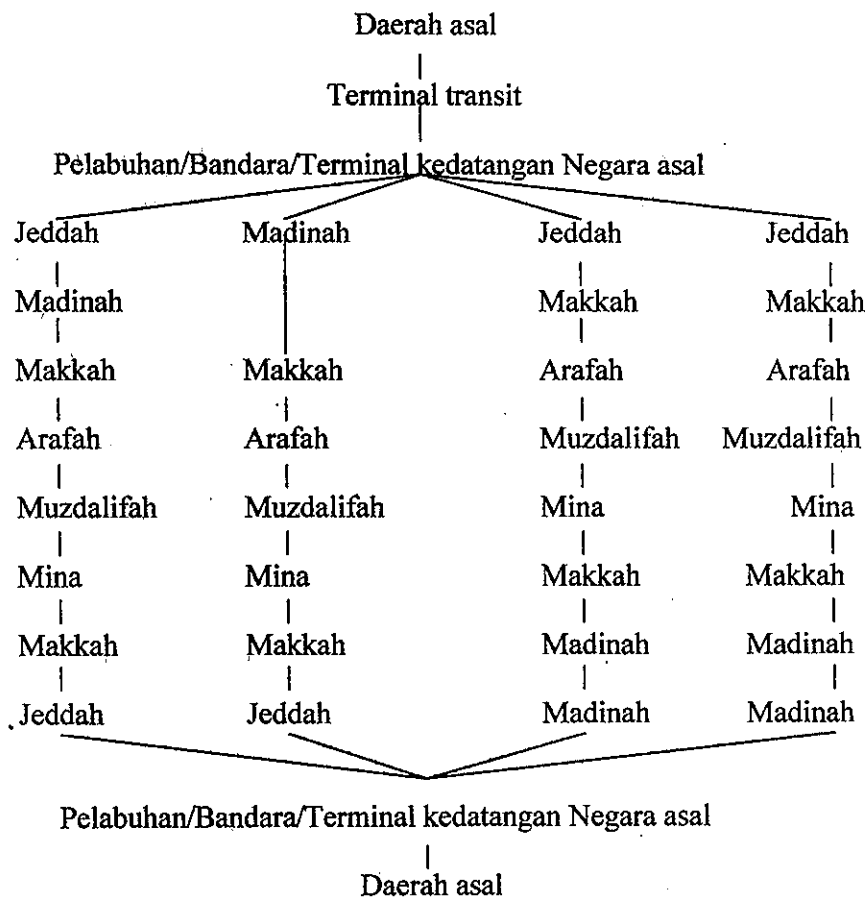 Daerah asal
Terminal transit
Pelabuhan/Bandara/Terminal kedatangan Negara asal
Jeddah Madinah Jeddah Jeddah
Madinah Makkah Makkah
Makkah Makkah Arafah Arafah
Arafah Arafah Muzdalifah Muzdalifah
Muzdalifah Muzdalifah Mina Mina
Mina Mina Makkah Makkah
Makkah Makkah Madinah Madinah
Jeddah Jeddah Madinah Madinah
Pelabuhan/Bandara/Terminal kedatangan Negara asal
Daerah asal